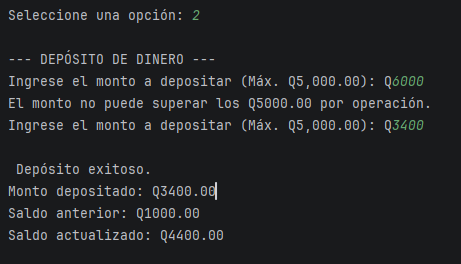 Seleccione una opción: 2
--- DEPÓSITO DE DINERO ---
Ingrese el monto a depositar (Máx. Q5,000.00): Q6000
El monto no puede superar los Q5000.00 por operación.
Ingrese el monto a depositar (Máx. Q5,000.00): Q3400
Depósito exitoso.
Monto depositado: Q3400.00
Saldo anterior: Q1000.00
Saldo actualizado: Q4400.00